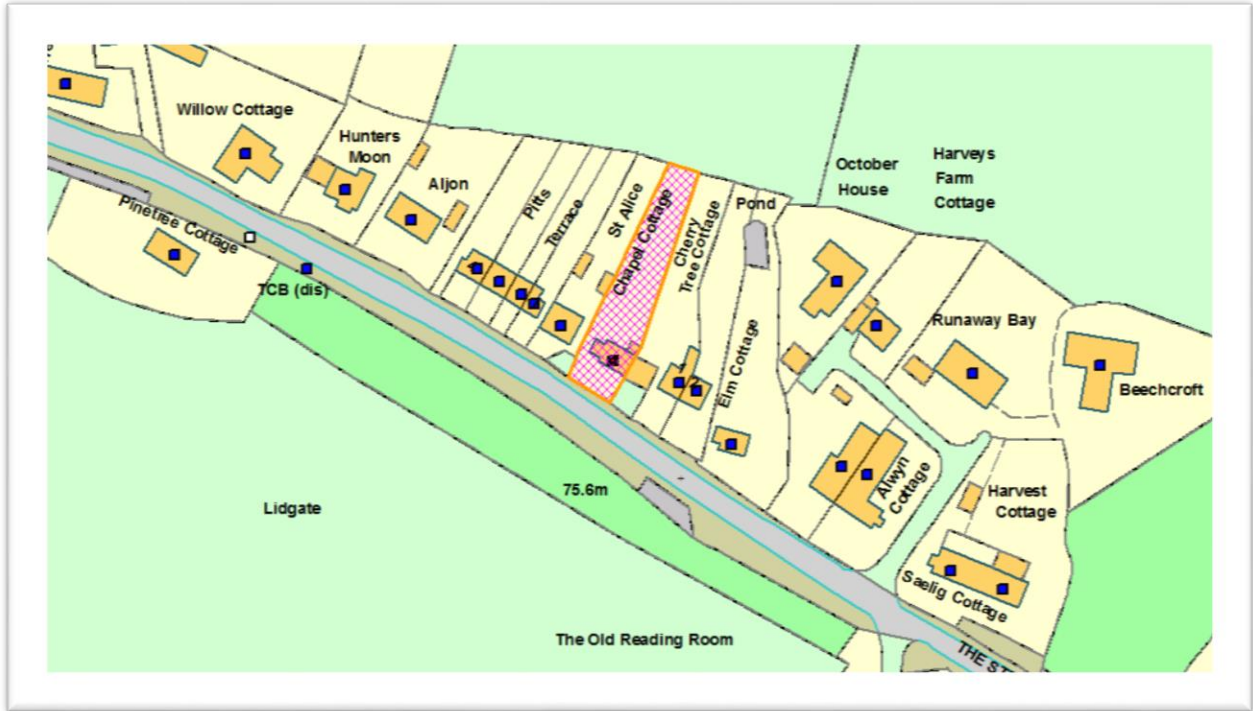 Willow Cottage
Hunters
Moon
Aljon
Pinetree Cottage
TCB (dis)
Pitts
Terrace
St Alice
Chapel Cottage
Cherry
Tree Cottage
Pond
October
House
Harveys
Farm
Cottage
Elm Cottage
Runaway Bay
Beechcroft
Alwyn
Cottage
Harvest
Cottage
Saelig Cottage
75.6m
Lidgate
The Old Reading Room
THE